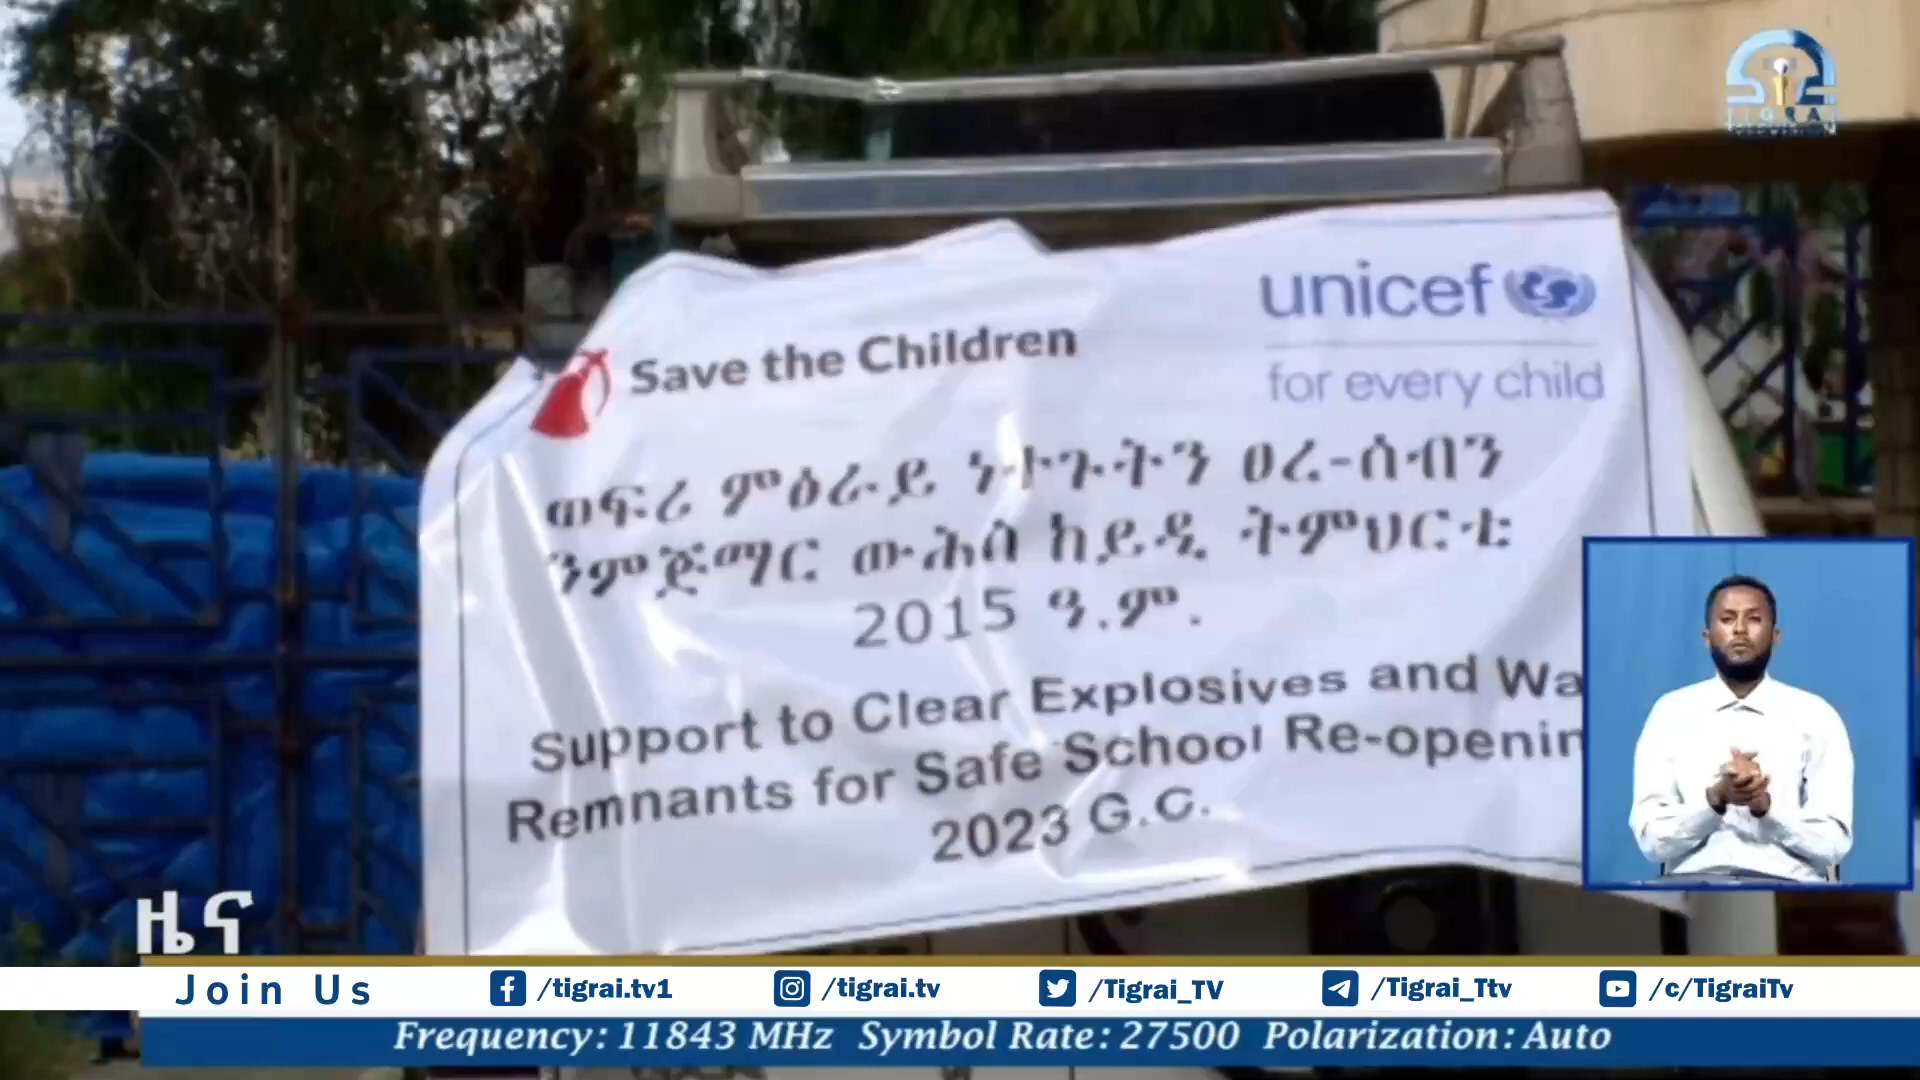 TIGRAI
unicef
Save the Children
for every child
ወፍሪ ምፅራይ ነተጉትን ፀረ-ሰብን
ንምጅማር ውሕስ ከይዲ ትምህርቲ
2015 ዓ.ም.
Support to Clear Explosives and Wa
Remnants for Safe School Re-openin
2023 G.C.
ዜና
Join Us /tigrai.tv1 /tigrai.tv /Tigrai_TV /Tigrai_Ttv /c/TigraiTv
Frequency: 11843 MHz Symbol Rate: 27500 Polarization: Auto